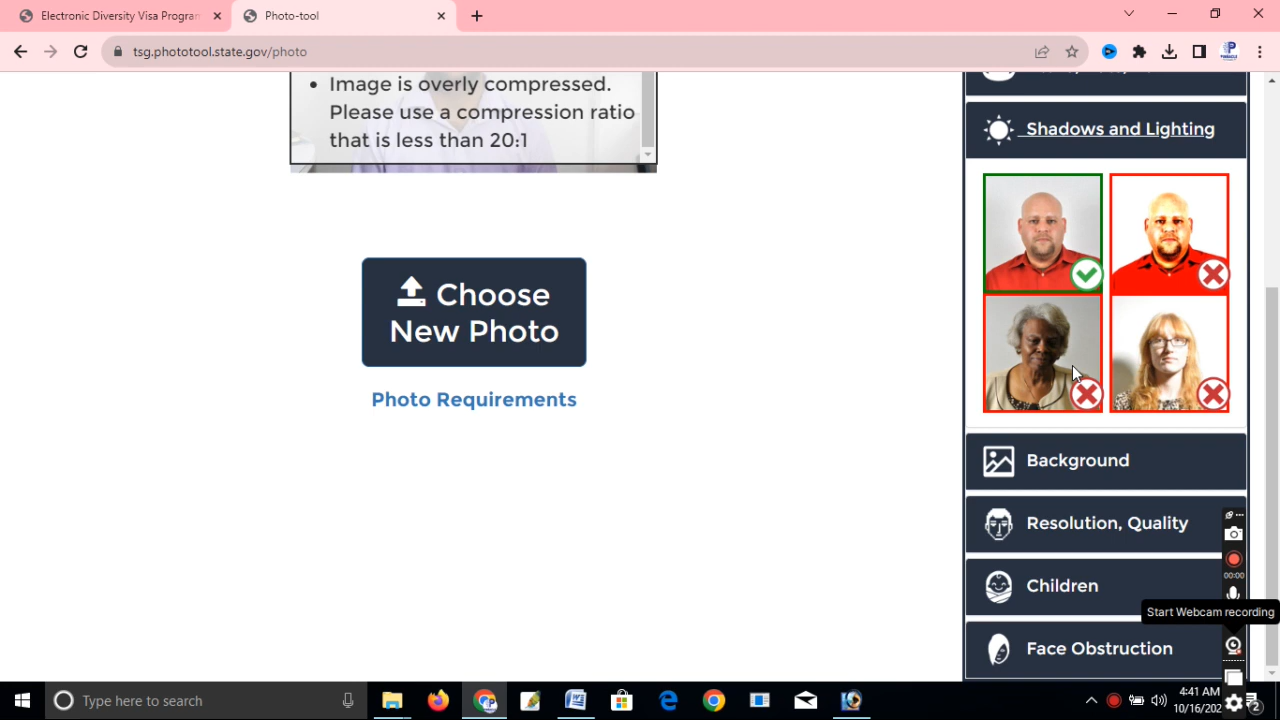 Electronic Diversity Visa Program
Photo-tool
tsg.phototool.state.gov/photo
Image is overly compressed.
Please use a compression ratio
that is less than 20:1
Choose
New Photo
Photo Requirements
Shadows and Lighting
Background
Resolution, Quality
Children
Face Obstruction
00:00
Start Webcam recording
Type here to search
4:41 AM
10/16/202
2